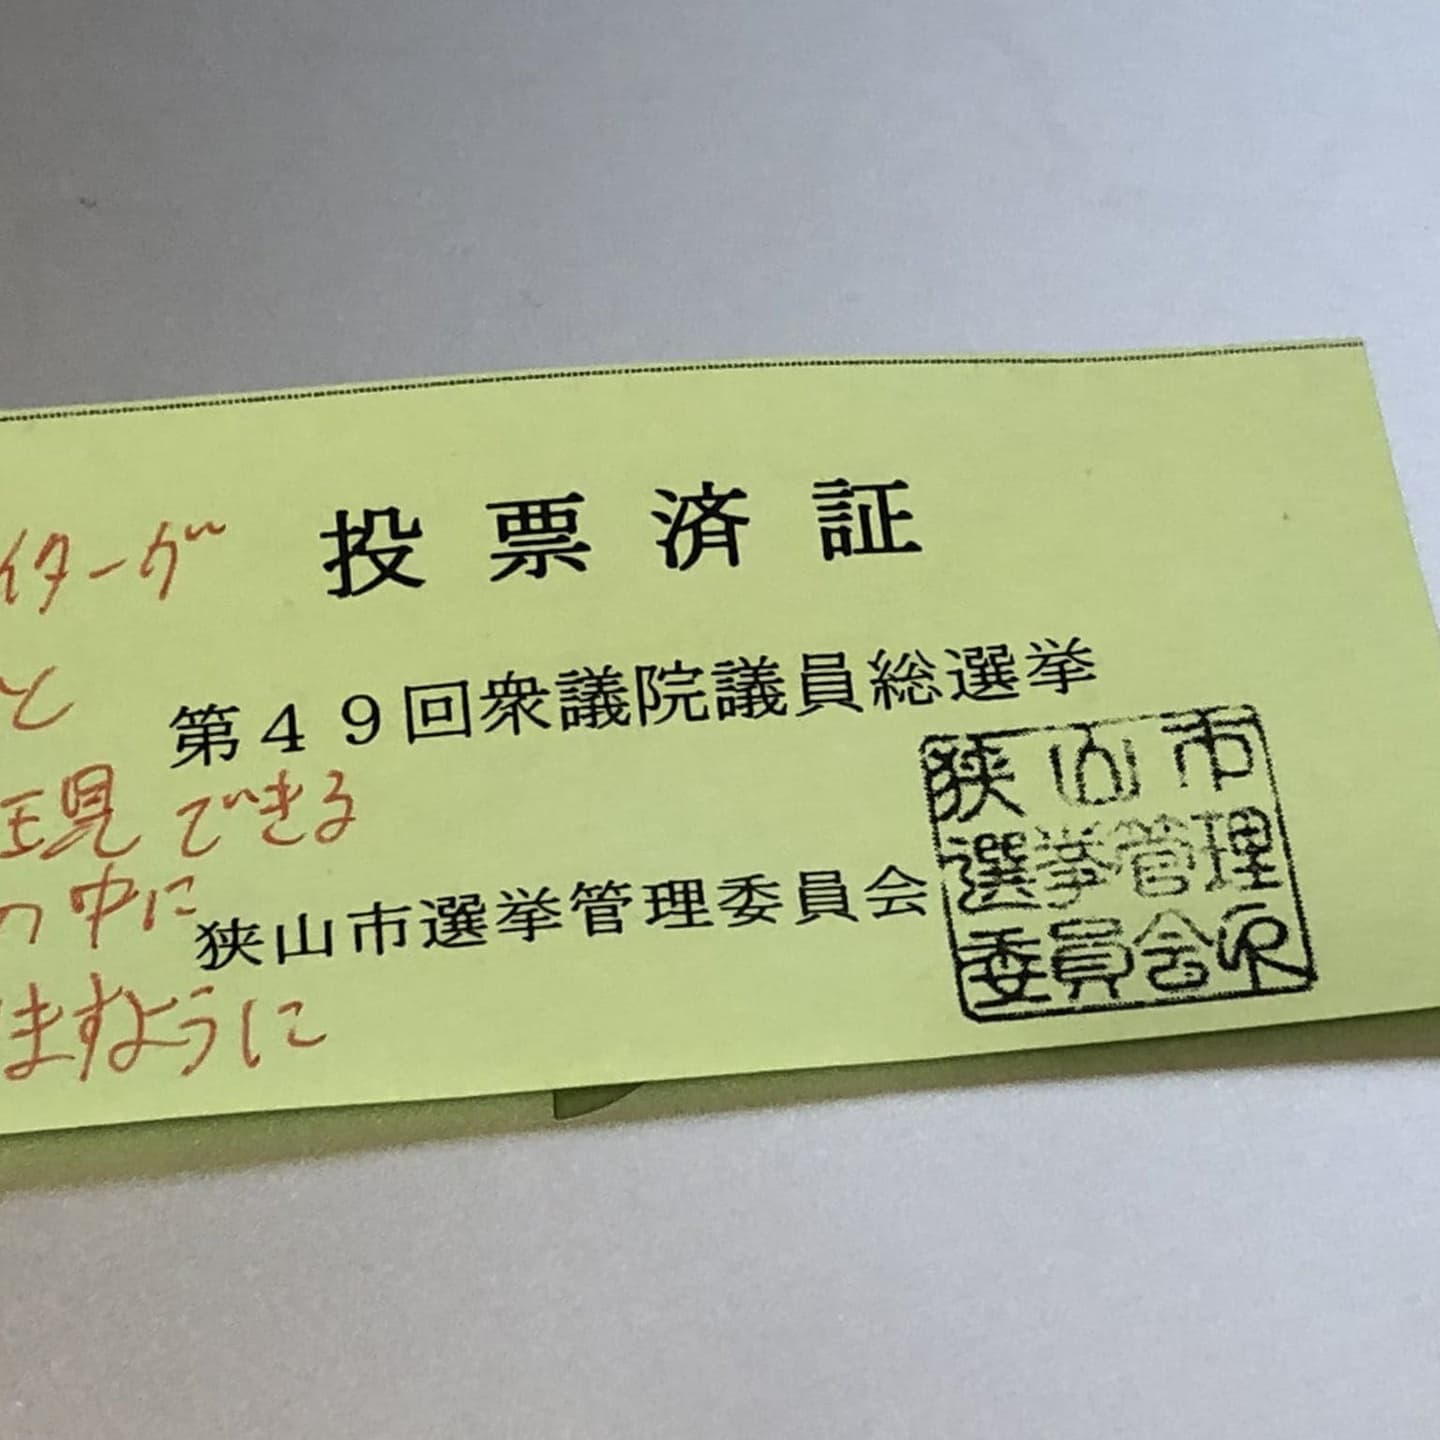 投票済証
第49回衆議院議員総選挙
狭山市選挙管理委員会
狭山市
選挙管理
委員会印
イターグ
と
現できる
の中に
ますように